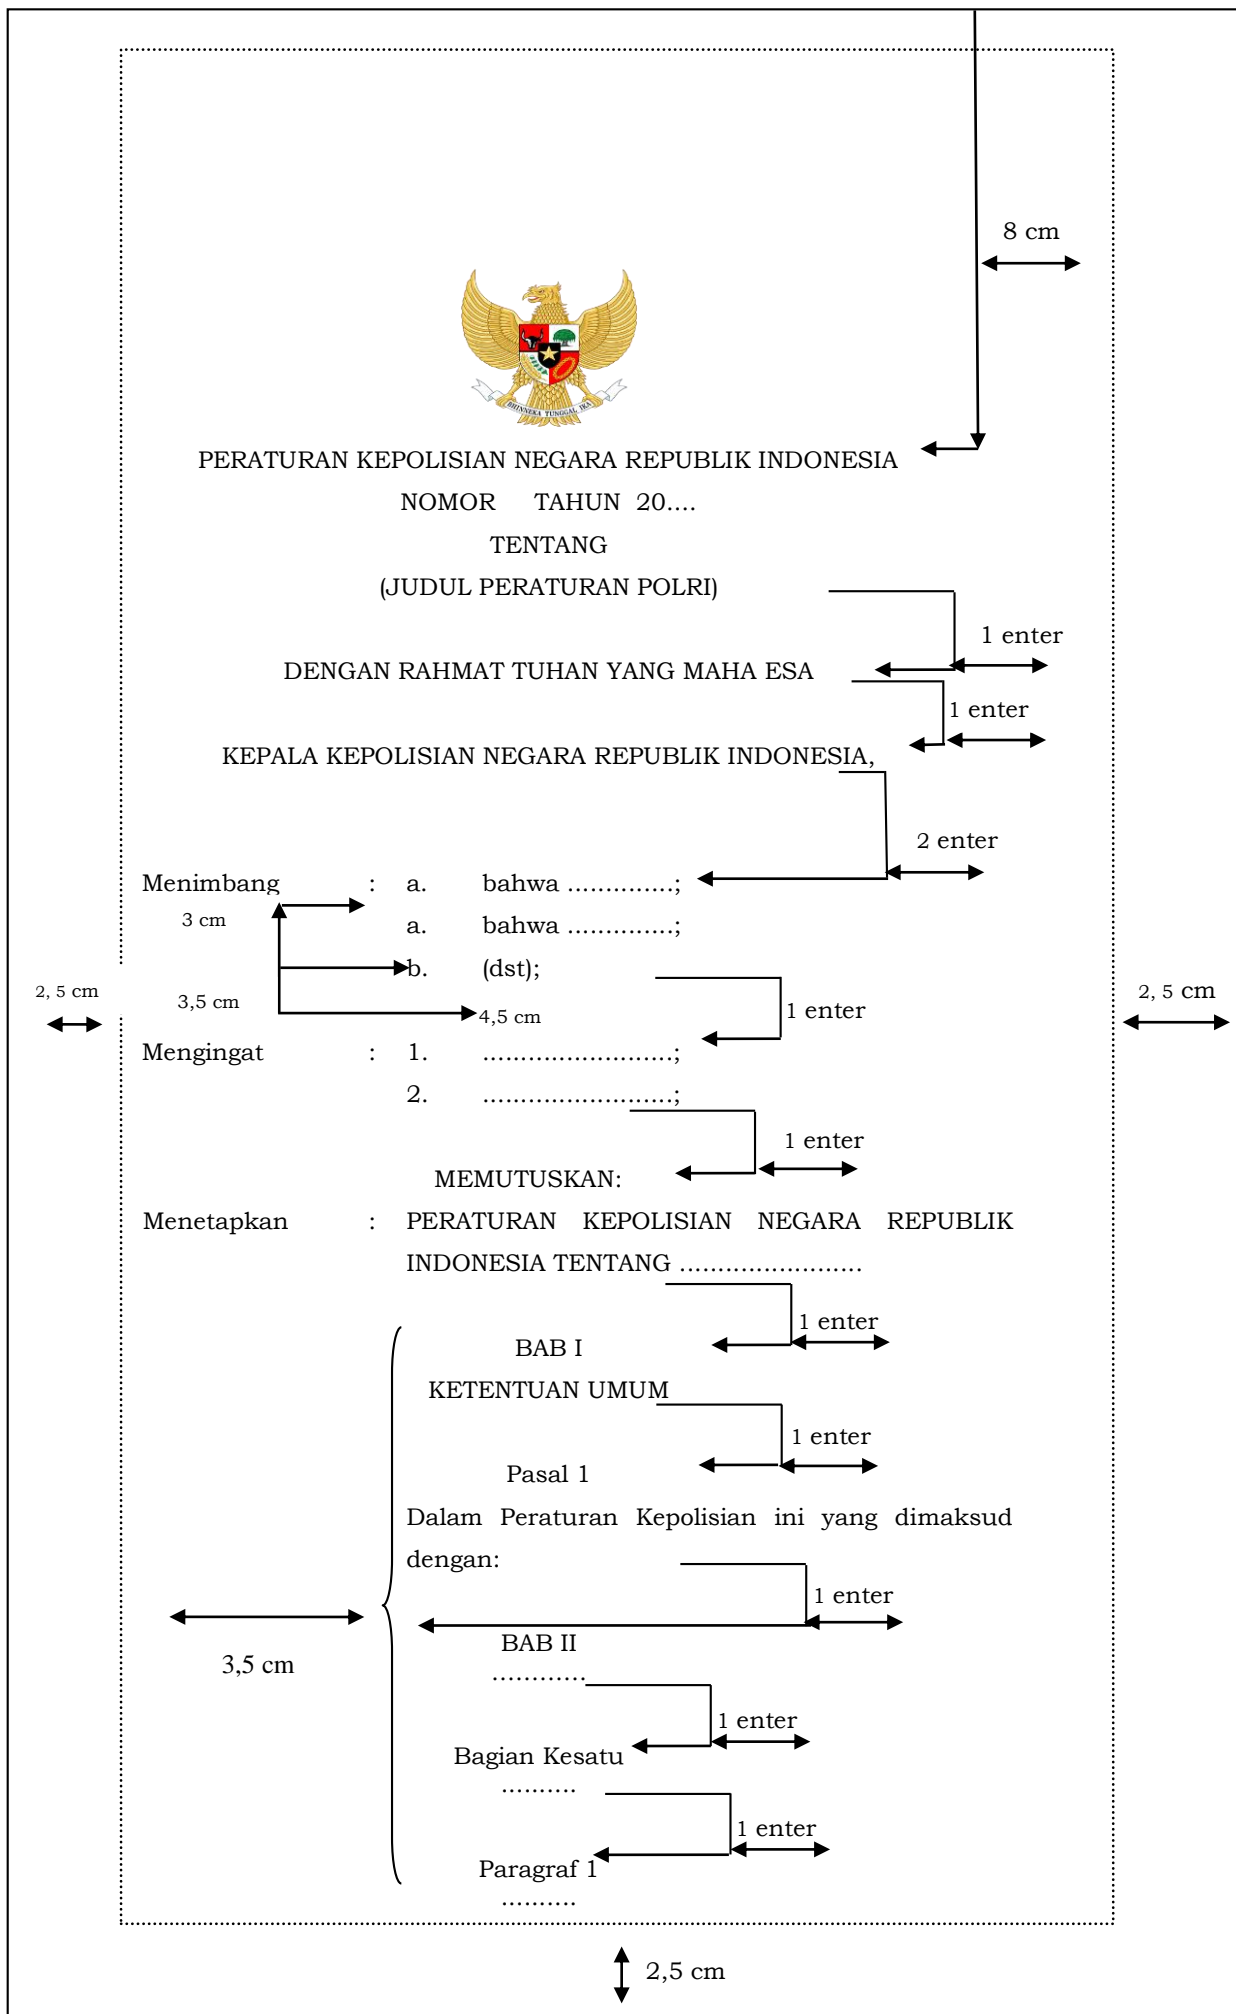 8 cm
BHINNEKA TUNGGAL IKA
PERATURAN KEPOLISIAN NEGARA REPUBLIK INDONESIA
NOMOR TAHUN 20....
TENTANG
(JUDUL PERATURAN POLRI)
1 enter
DENGAN RAHMAT TUHAN YANG MAHA ESA
1 enter
KEPALA KEPOLISIAN NEGARA REPUBLIK INDONESIA,
2 enter
Menimbang : a. bahwa ..............;
3 cm
a. bahwa ..............;
b. (dst);
2, 5 cm
3,5 cm
4,5 cm
1 enter
2, 5 cm
Mengingat : 1. .........................;
2. .........................;
1 enter
MEMUTUSKAN:
Menetapkan : PERATURAN KEPOLISIAN NEGARA REPUBLIK
INDONESIA TENTANG ........................
1 enter
BAB I
KETENTUAN UMUM
1 enter
Pasal 1
Dalam Peraturan Kepolisian ini yang dimaksud
dengan:
1 enter
BAB II
3,5 cm
............
1 enter
Bagian Kesatu
..........
1 enter
Paragraf 1
..........
2,5 cm